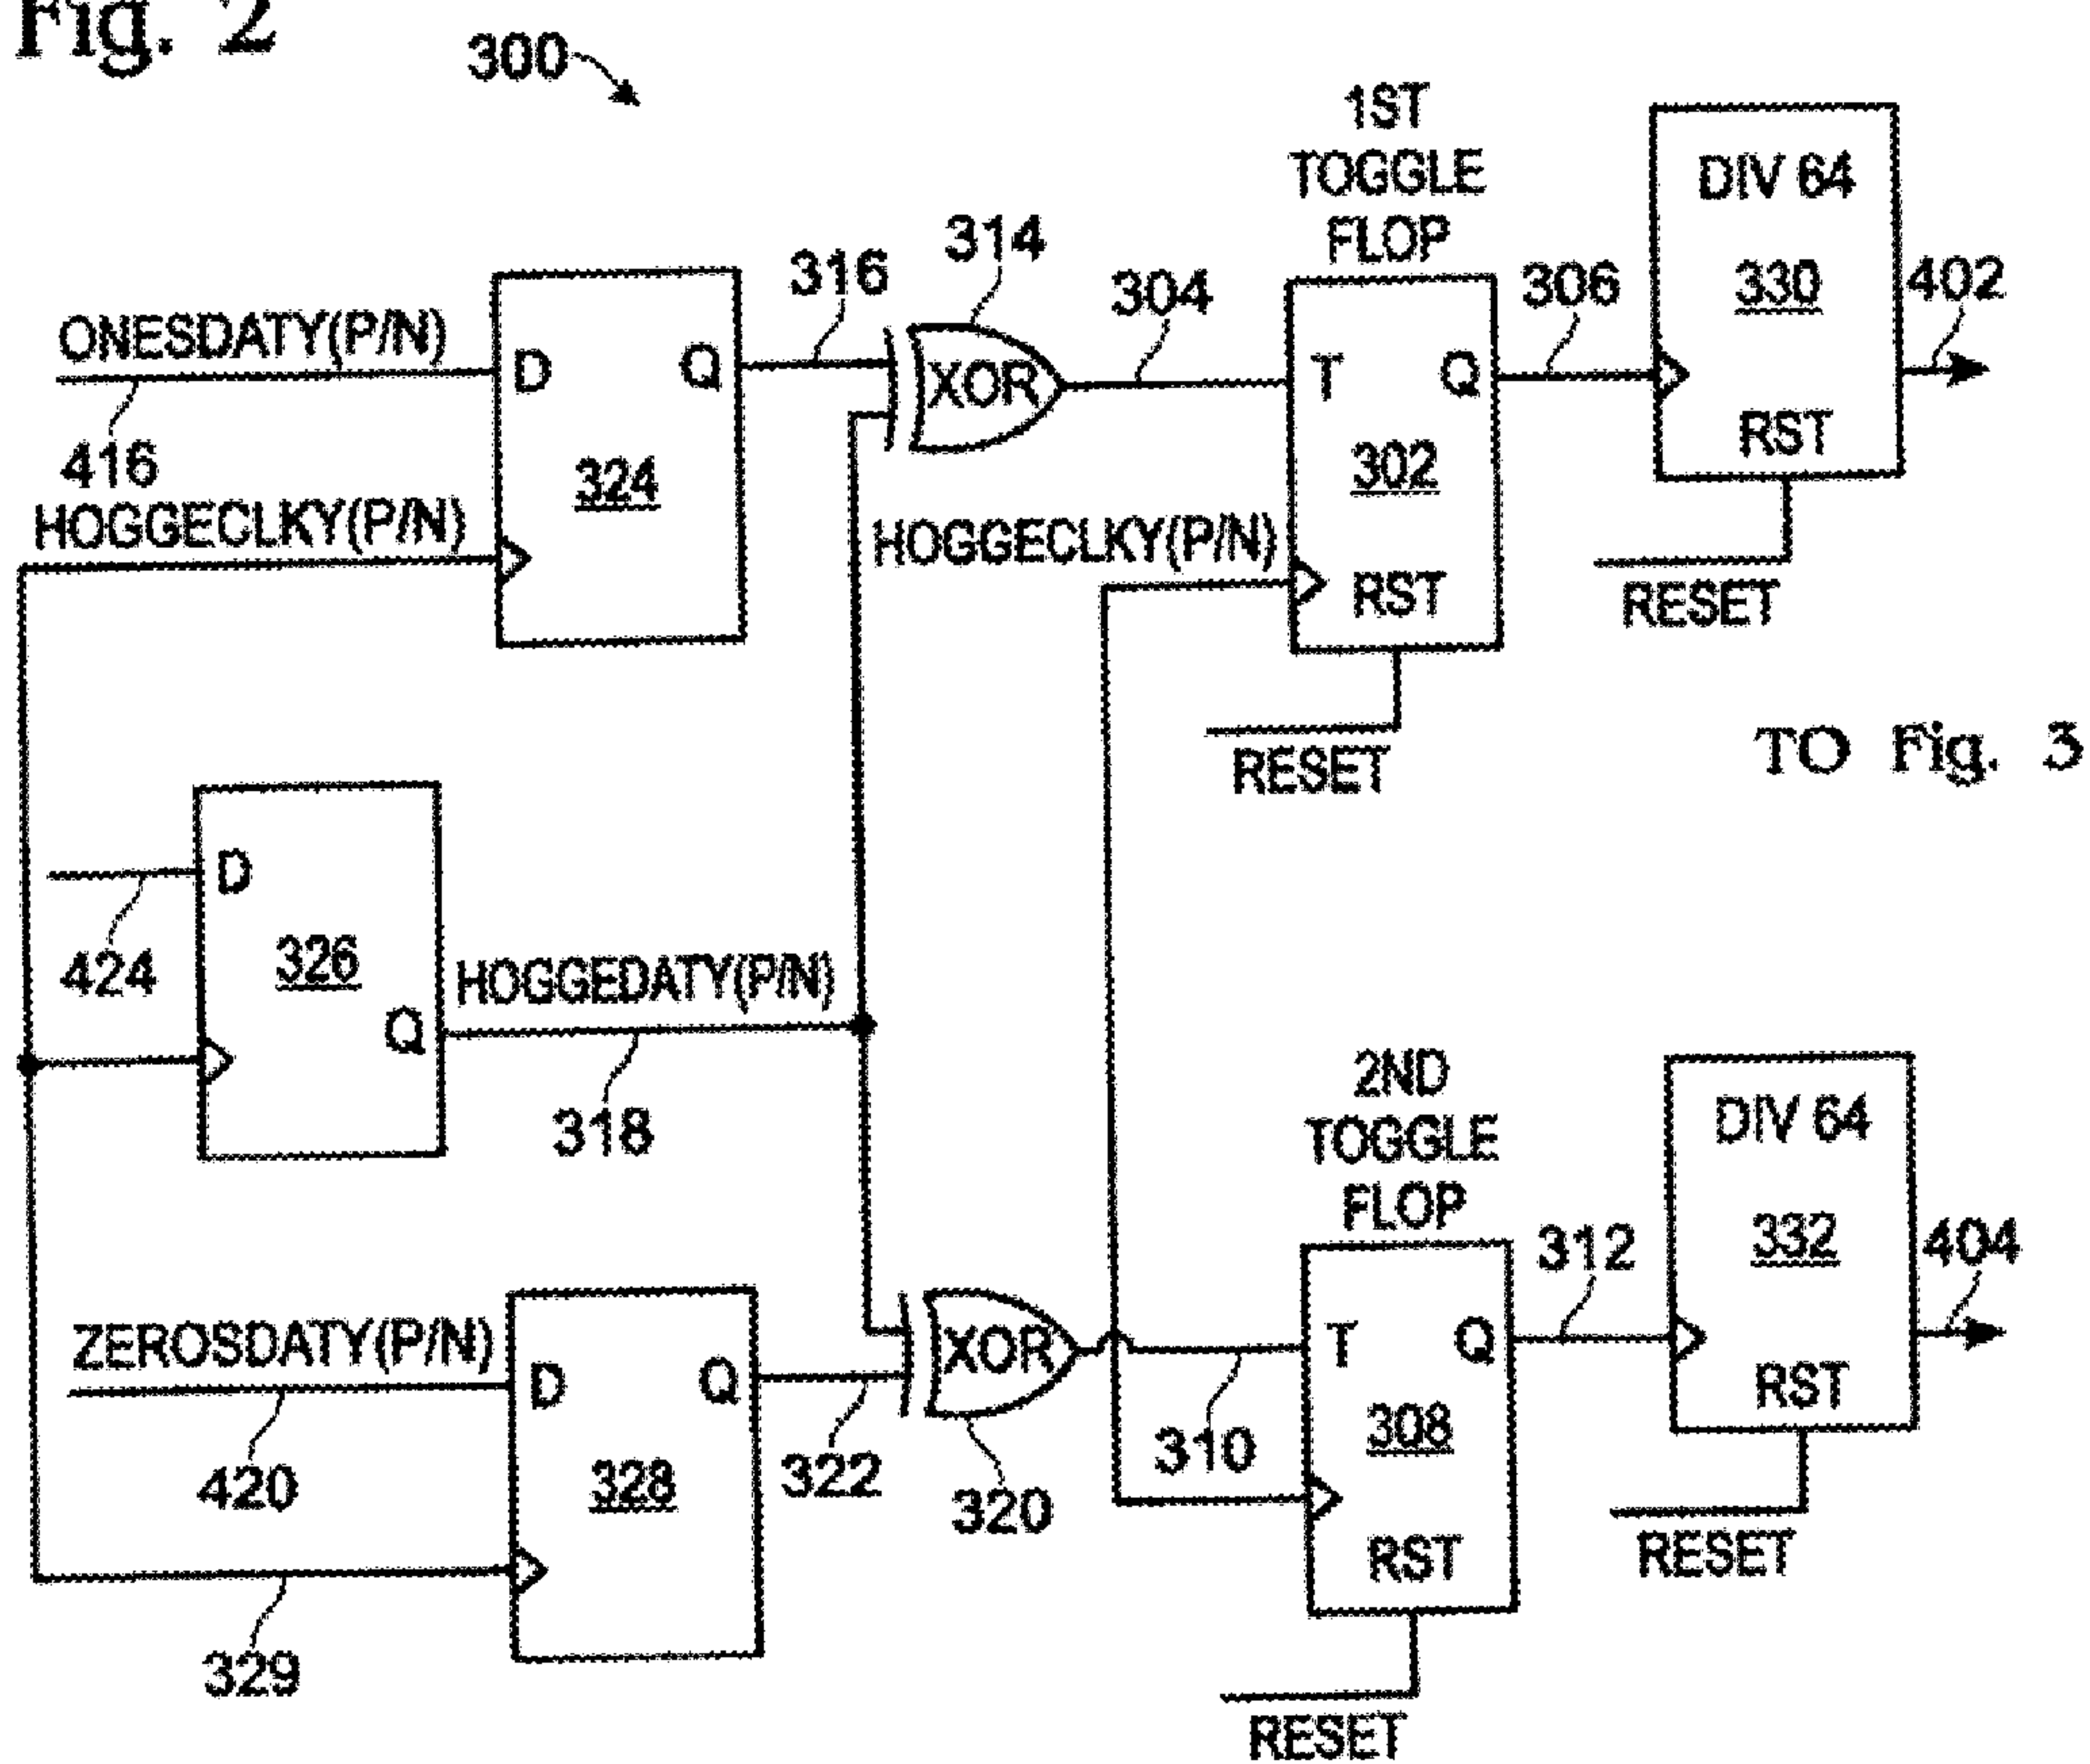 Fig. 2
300
1ST
TOGGLE
FLOP
DIV 64
330
RST
402
RESET
ONESDATY(P/N)
416
HOGGECLKY(P/N)
D
Q
324
316
314
XOR
304
HOGGECLKY(P/N)
T
Q
302
RST
306
RESET
TO Fig. 3
424
D
326
Q
HOGGEDATY(P/N)
318
2ND
TOGGLE
FLOP
DIV 64
332
RST
404
RESET
ZEROSDATY(P/N)
420
D
Q
328
329
322
XOR
320
310
T
Q
308
RST
312
RESET